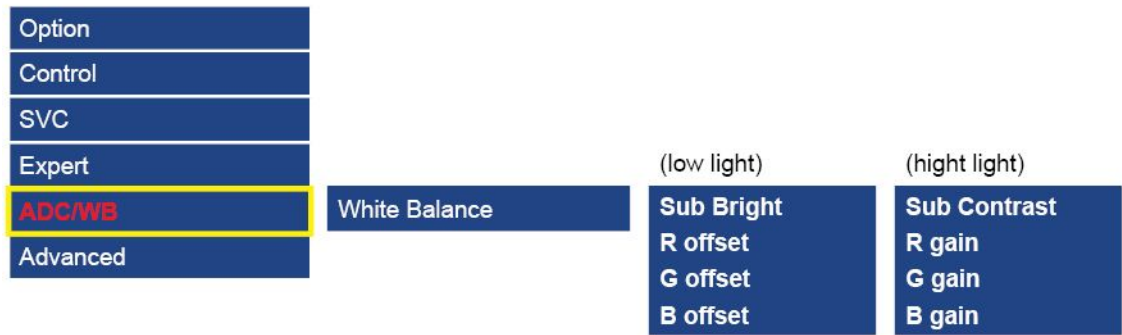 Option
Control
SVC
Expert
ADC/WB
Advanced
White Balance
(low light)
Sub Bright
R offset
G offset
B offset
(hight light)
Sub Contrast
R gain
G gain
B gain